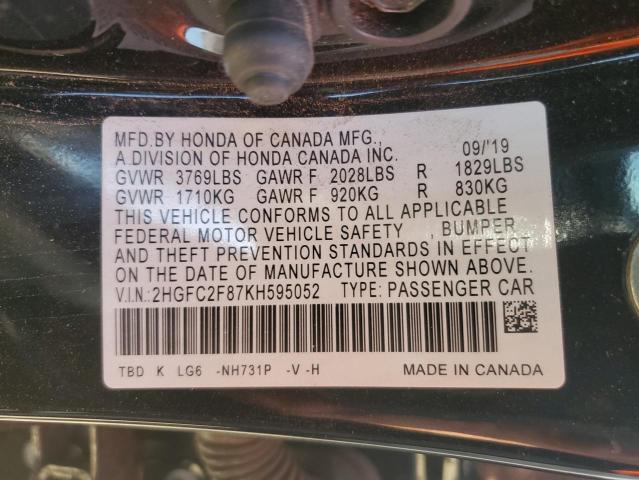 MFD.BY HONDA OF CANADA MFG., 09/'19
A DIVISION OF HONDA CANADA INC.
GVWR 3769LBS GAWR F 2028LBS R 1829LBS
GVWR 1710KG GAWR F 920KG R 830KG
THIS VEHICLE CONFORMS TO ALL APPLICABLE
FEDERAL MOTOR VEHICLE SAFETY BUMPER
AND THEFT PREVENTION STANDARDS IN EFFECT
ON THE DATE OF MANUFACTURE SHOWN ABOVE.
V.I.N.:2HGFC2F87KH595052 TYPE: PASSENGER CAR
TBD K LG6 -NH731P -V -H MADE IN CANADA